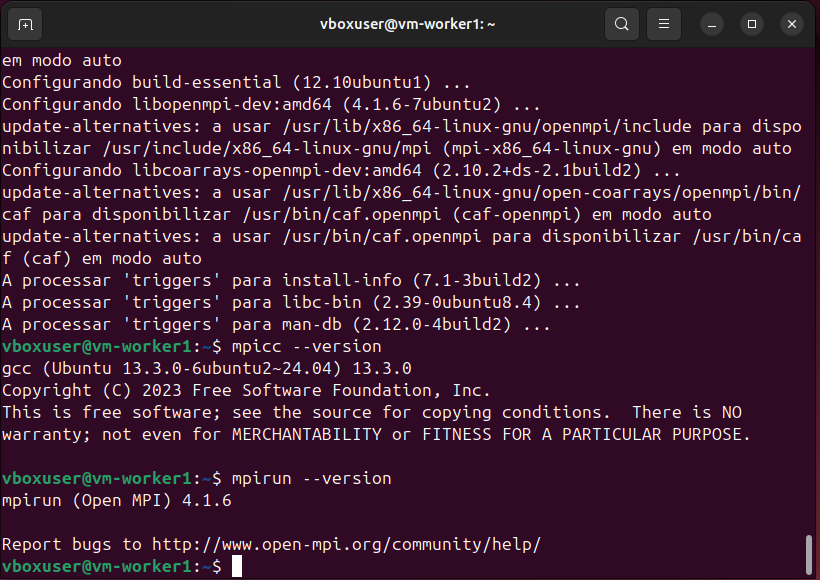 vboxuser@vm-worker1: ~
em modo auto
Configurando build-essential (12.10ubuntu1) ...
Configurando libopenmpi-dev:amd64 (4.1.6-7ubuntu2) ...
update-alternatives: a usar /usr/lib/x86_64-linux-gnu/openmpi/include para dispo
nibilizar /usr/include/x86_64-linux-gnu/mpi (mpi-x86_64-linux-gnu) em modo auto
Configurando libcoarrays-openmpi-dev:amd64 (2.10.2+ds-2.1build2) ...
update-alternatives: a usar /usr/lib/x86_64-linux-gnu/open-coarrays/openmpi/bin/
caf para disponibilizar /usr/bin/caf.openmpi (caf-openmpi) em modo auto
update-alternatives: a usar /usr/bin/caf.openmpi para disponibilizar /usr/bin/ca
f (caf) em modo auto
A processar 'triggers' para install-info (7.1-3build2) ...
A processar 'triggers' para libc-bin (2.39-0ubuntu8.4) ...
A processar 'triggers' para man-db (2.12.0-4build2) ...
vboxuser@vm-worker1:~$ mpicc --version
gcc (Ubuntu 13.3.0-6ubuntu2~24.04) 13.3.0
Copyright (C) 2023 Free Software Foundation, Inc.
This is free software; see the source for copying conditions.  There is NO
warranty; not even for MERCHANTABILITY or FITNESS FOR A PARTICULAR PURPOSE.
vboxuser@vm-worker1:~$ mpirun --version
mpirun (Open MPI) 4.1.6
Report bugs to http://www.open-mpi.org/community/help/
vboxuser@vm-worker1:~$